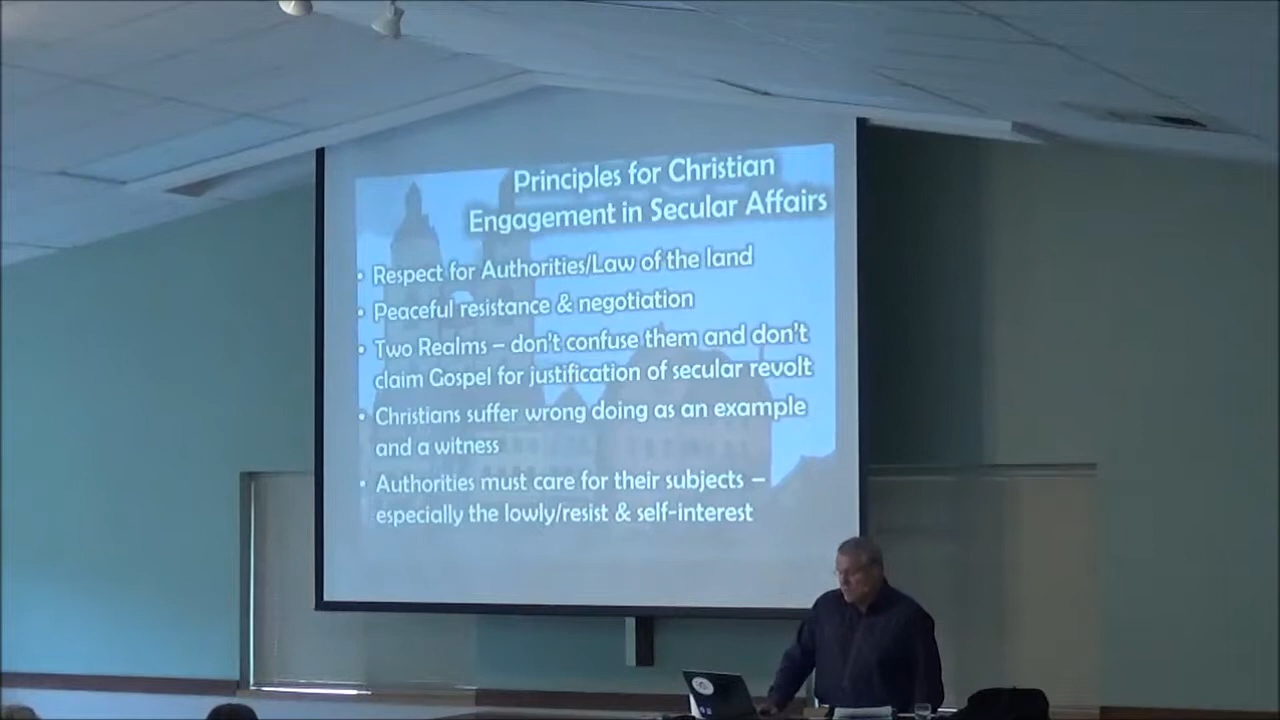 Principles for Christian
Engagement in Secular Affairs
• Respect for Authorities/Law of the land
• Peaceful resistance & negotiation
• Two Realms – don't confuse them and don't
claim Gospel for justification of secular revolt
• Christians suffer wrong doing as an example
and a witness
• Authorities must care for their subjects –
especially the lowly/resist & self-interest